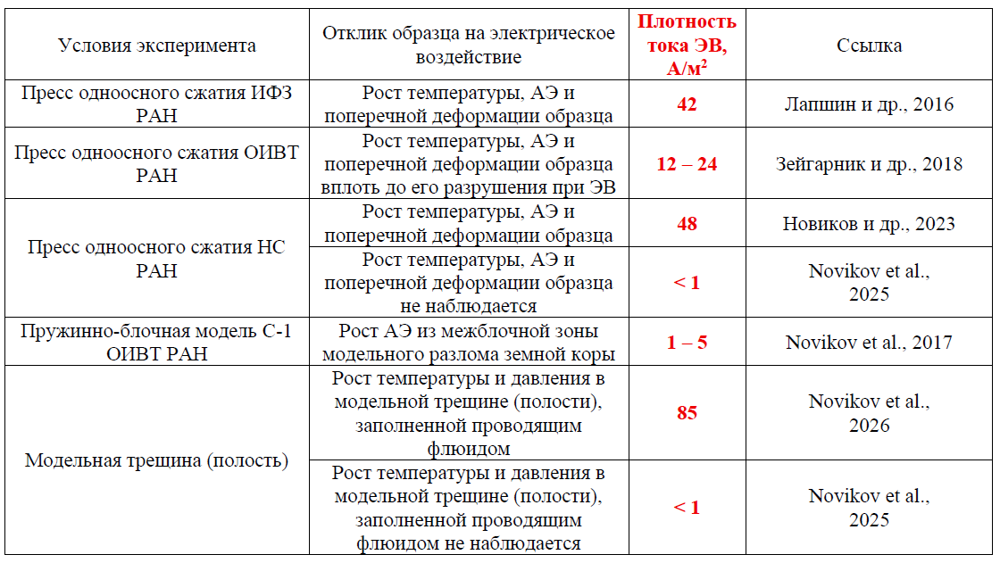 Условия эксперимента
Отклик образца на электрическое
воздействие
Плотность
тока ЭВ,
А/м²
Ссылка
Пресс одноосного сжатия ИФЗ
РАН
Рост температуры, АЭ и
поперечной деформации образца
42
Лапшин и др., 2016
Пресс одноосного сжатия ОИВТ
РАН
Рост температуры, АЭ и
поперечной деформации образца
вплоть до его разрушения при ЭВ
12 – 24
Зейгарник и др., 2018
Пресс одноосного сжатия НС
РАН
Рост температуры, АЭ и
поперечной деформации образца
48
Новиков и др., 2023
Рост температуры, АЭ и
поперечной деформации образца
не наблюдается
< 1
Novikov et al.,
2025
Пружинно-блочная модель С-1
ОИВТ РАН
Рост АЭ из межблочной зоны
модельного разлома земной коры
1 – 5
Novikov et al., 2017
Модельная трещина (полость)
Рост температуры и давления в
модельной трещине (полости),
заполненной проводящим
флюидом
85
Novikov et al.,
2026
Рост температуры и давления в
модельной трещине (полости),
заполненной проводящим
флюидом не наблюдается
< 1
Novikov et al.,
2025